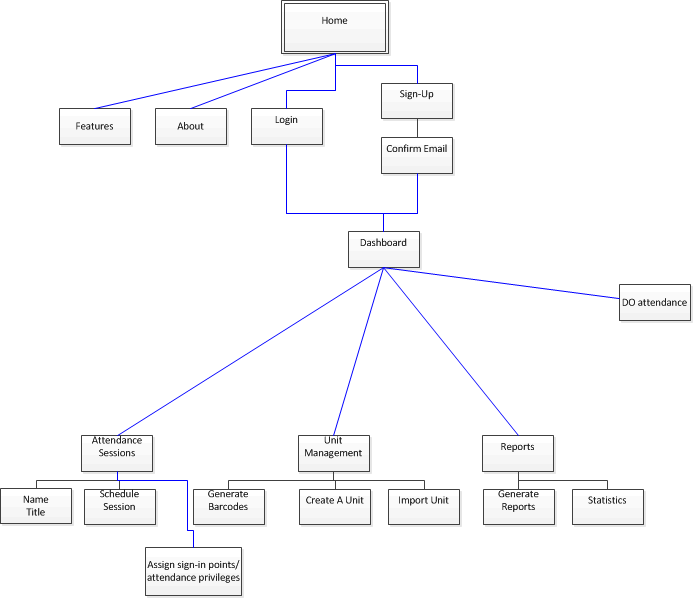 Home
Features
About
Login
Sign-Up
Confirm Email
Dashboard
DO attendance
Attendance
Sessions
Unit
Management
Reports
Name
Title
Schedule
Session
Generate
Barcodes
Create A Unit
Import Unit
Generate
Reports
Statistics
Assign sign-in points/
attendance privileges